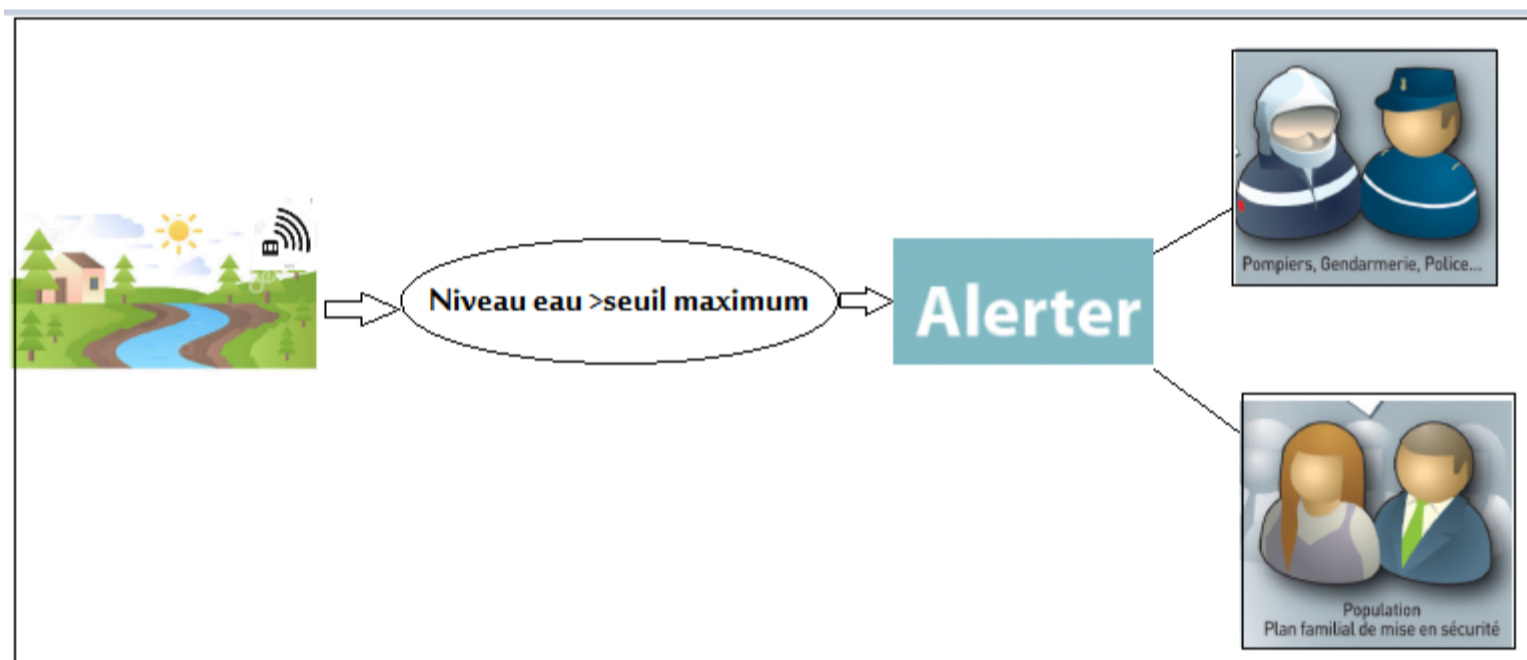 Niveau eau >seuil maximum
Alerter
Pompiers, Gendarmerie, Police...
Population
Plan familial de mise en sécurité